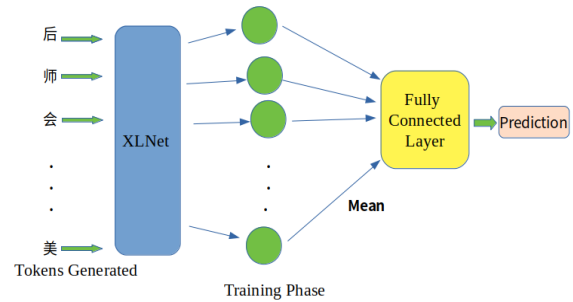 后
师
会
美
Tokens Generated
XLNet
Training Phase
Mean
Fully
Connected
Layer
Prediction